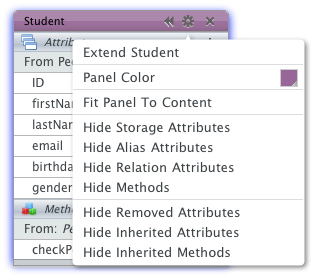 Student
Attrib
Extend Student
From Pe
Panel Color
ID
Fit Panel To Content
firstNa
lastNa
Hide Storage Attributes
Hide Alias Attributes
email
Hide Relation Attributes
birthda
Hide Methods
gender
Metho
Hide Removed Attributes
From: Pe
Hide Inherited Attributes
checkP
Hide Inherited Methods